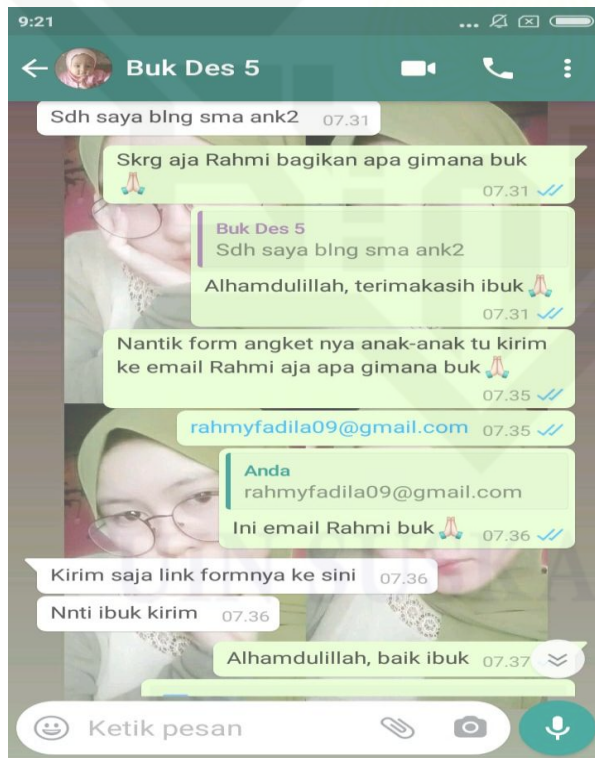 9:21
Buk Des 5
Sdh saya blng sma ank2 07.31
Skrg aja Rahmi bagikan apa gimana buk
🙏 07.31
Buk Des 5
Sdh saya blng sma ank2
Alhamdulillah, terimakasih ibuk 🙏
07.31
Nantik form angket nya anak-anak tu kirim
ke email Rahmi aja apa gimana buk 🙏
07.35
rahmyfadila09@gmail.com 07.35
Anda
rahmyfadila09@gmail.com
Ini email Rahmi buk 🙏 07.36
Kirim saja link formnya ke sini 07.36
Nnti ibuk kirim 07.36
Alhamdulillah, baik ibuk 07.37
Ketik pesan